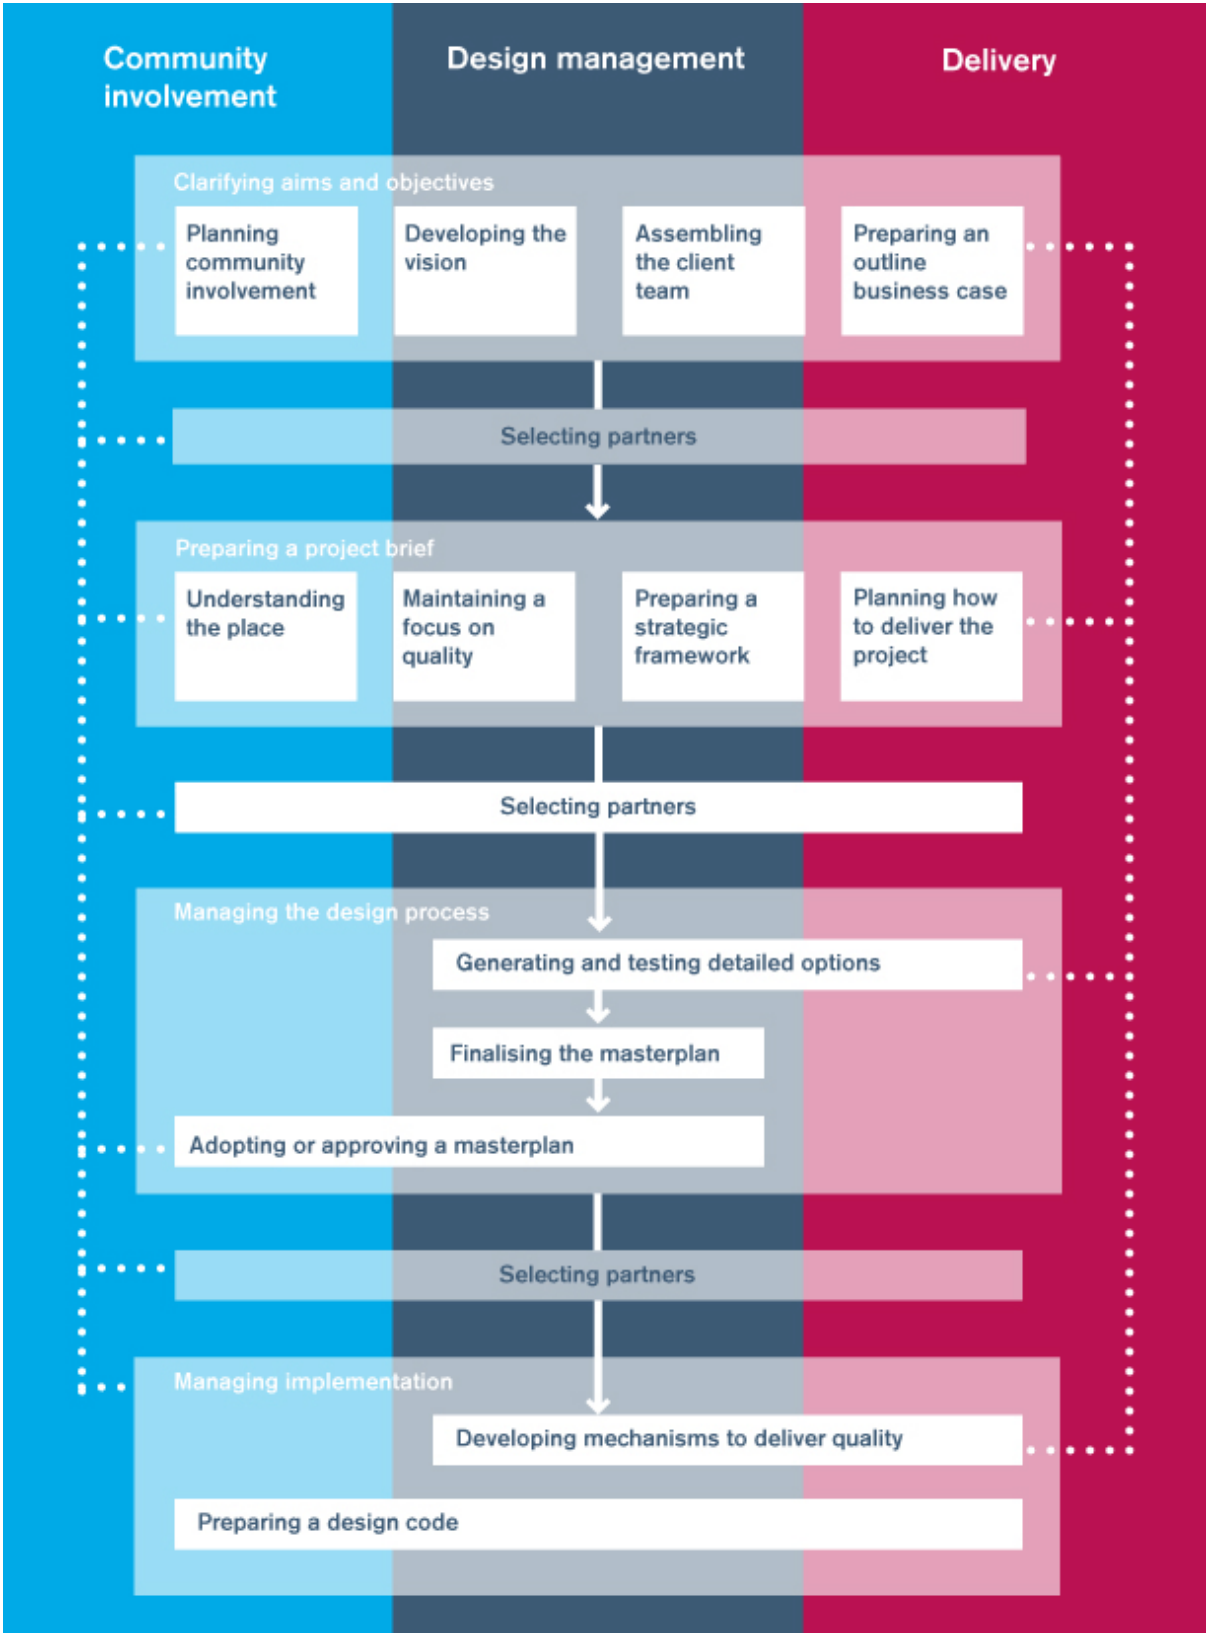 Community
involvement
Design management
Delivery
Clarifying aims and objectives
Planning
community
involvement
Developing the
vision
Assembling
the client
team
Preparing an
outline
business case
Selecting partners
Preparing a project brief
Understanding
the place
Maintaining a
focus on
quality
Preparing a
strategic
framework
Planning how
to deliver the
project
Selecting partners
Managing the design process
Generating and testing detailed options
Finalising the masterplan
Adopting or approving a masterplan
Selecting partners
Managing implementation
Developing mechanisms to deliver quality
Preparing a design code